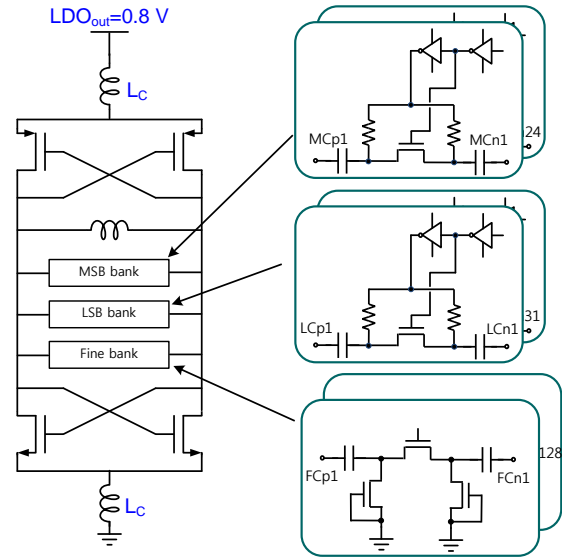 LDOout=0.8 V
LC
MCp1
MCn1
24
MSB bank
LSB bank
Fine bank
LCp1
LCn1
31
FCp1
FCn1
128
LC